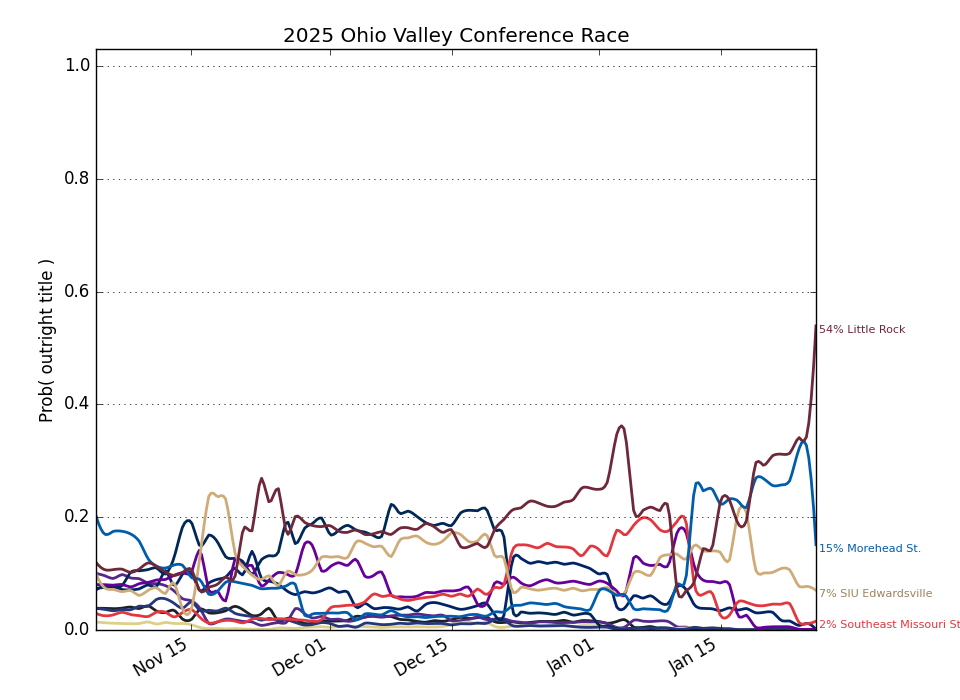 2025 Ohio Valley Conference Race
Prob( outright title )
1.0
0.8
0.6
0.4
0.2
0.0
Nov 15
Dec 01
Dec 15
Jan 01
Jan 15
54% Little Rock
15% Morehead St.
7% SIU Edwardsville
2% Southeast Missouri St